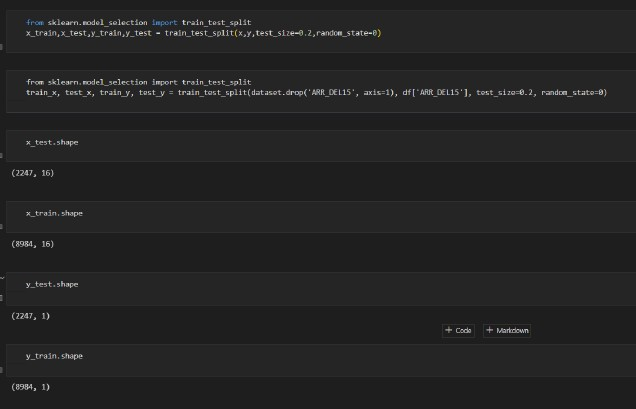 from sklearn.model_selection import train_test_split
x_train,x_test,y_train,y_test = train_test_split(x,y,test_size=0.2,random_state=0)
from sklearn.model_selection import train_test_split
train_x, test_x, train_y, test_y = train_test_split(dataset.drop('ARR_DEL15', axis=1), df['ARR_DEL15'], test_size=0.2, random_state=0)
x_test.shape
(2247, 16)
x_train.shape
(8984, 16)
y_test.shape
(2247, 1)
+ Code + Markdown
y_train.shape
(8984, 1)